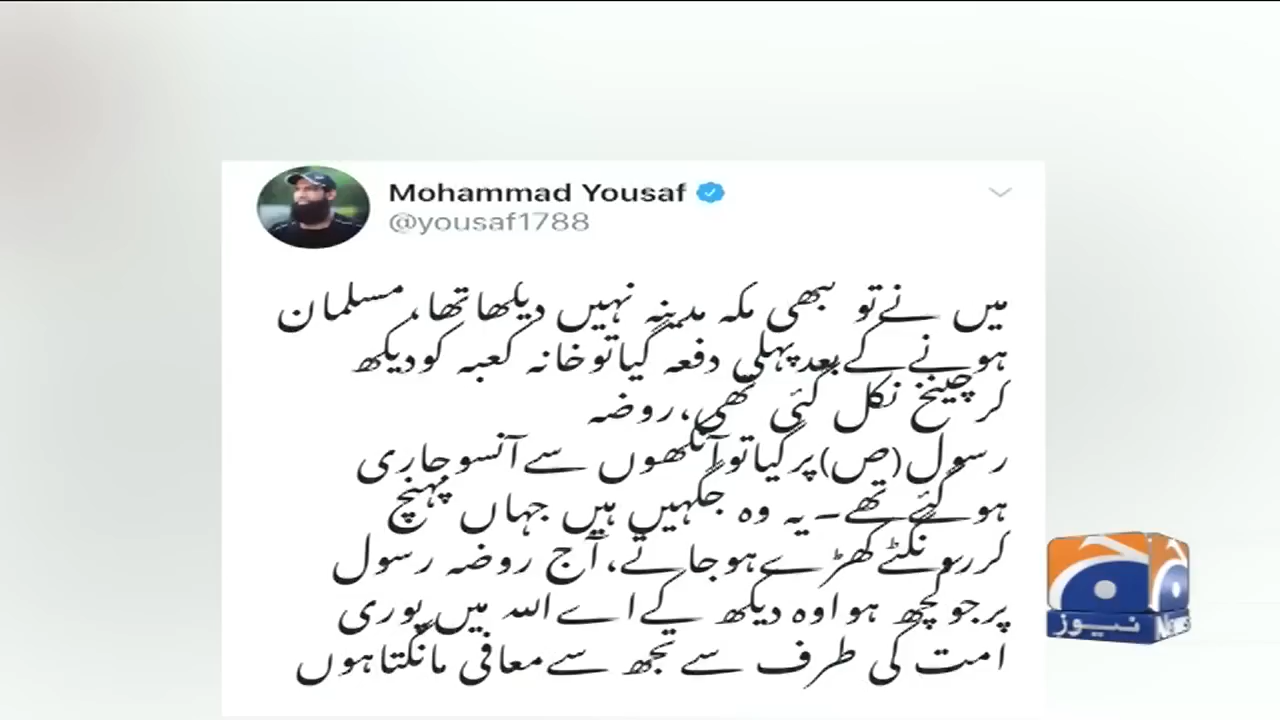 Mohammad Yousaf
@yousaf1788
میں نے تو کبھی مکہ مدینہ نہیں دیکھا تھا، مسلمان
ہونے کے بعد پہلی دفعہ گیا تو خانہ کعبہ کو دیکھ
کر چینخ نکل گئی تھی، روضہ
رسول (ص) پر گیا تو آنکھوں سے آنسو جاری
ہو گئے تھے۔ یہ وہ جگہیں ہیں جہاں پہنچ
کر رونگٹے کھڑے ہو جاتے، آج روضہ رسول
پر جو کچھ ہوا وہ دیکھ کے اے اللہ میں پوری
امت کی طرف سے تجھ سے معافی مانگتا ہوں
جیو
نیوز News